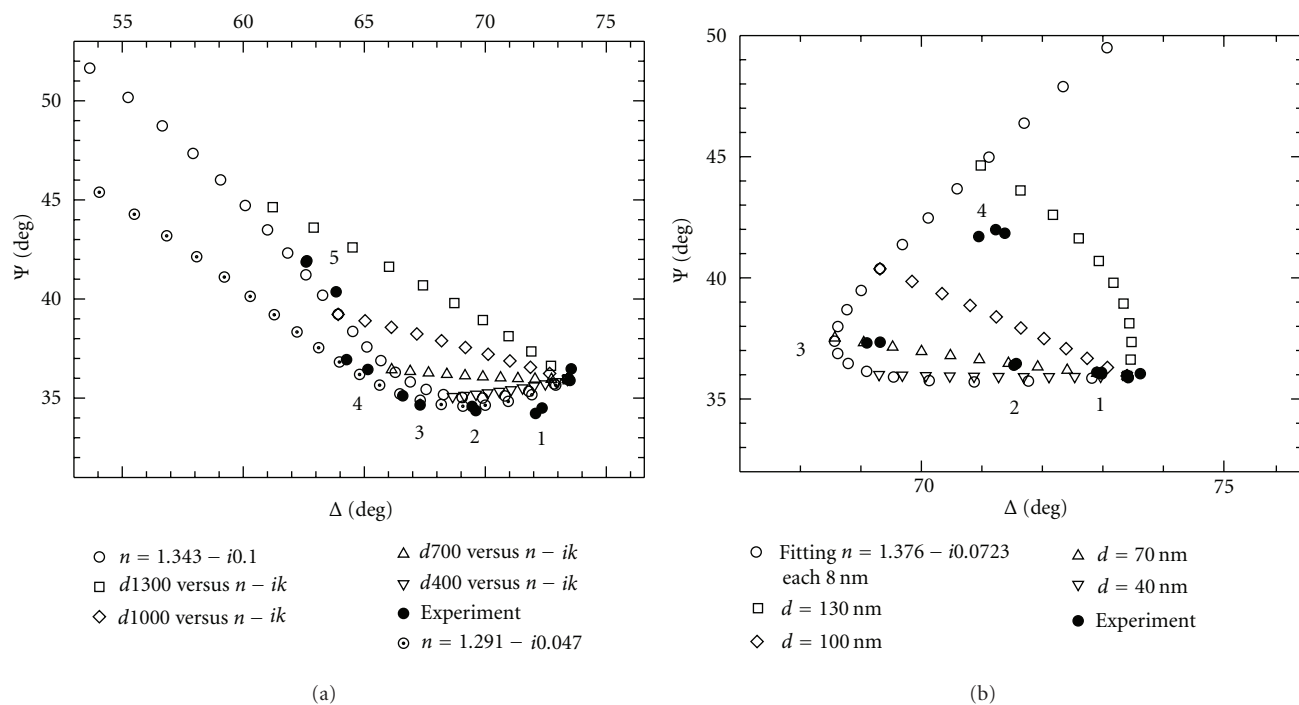 55 60 65 70 75
50
45
40
35
Ψ (deg)
5
4
3
2
1
Δ (deg)
n = 1.343 − i0.1
d1300 versus n − ik
d1000 versus n − ik
d700 versus n − ik
d400 versus n − ik
Experiment
n = 1.291 − i0.047
(a)
50
45
40
35
Ψ (deg)
4
3
2
1
70 75
Δ (deg)
Fitting n = 1.376 − i0.0723
each 8 nm
d = 130 nm
d = 100 nm
d = 70 nm
d = 40 nm
Experiment
(b)